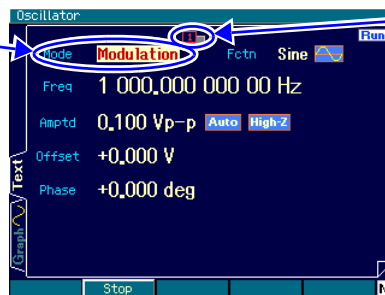 Oscillator
1
Run
Mode Modulation Fctn Sine
Freq 1 000.000 000 00 Hz
Amptd 0.100 Vp-p Auto High-Z
Offset +0.000 V
Phase +0.000 deg
Text
Graph
Stop